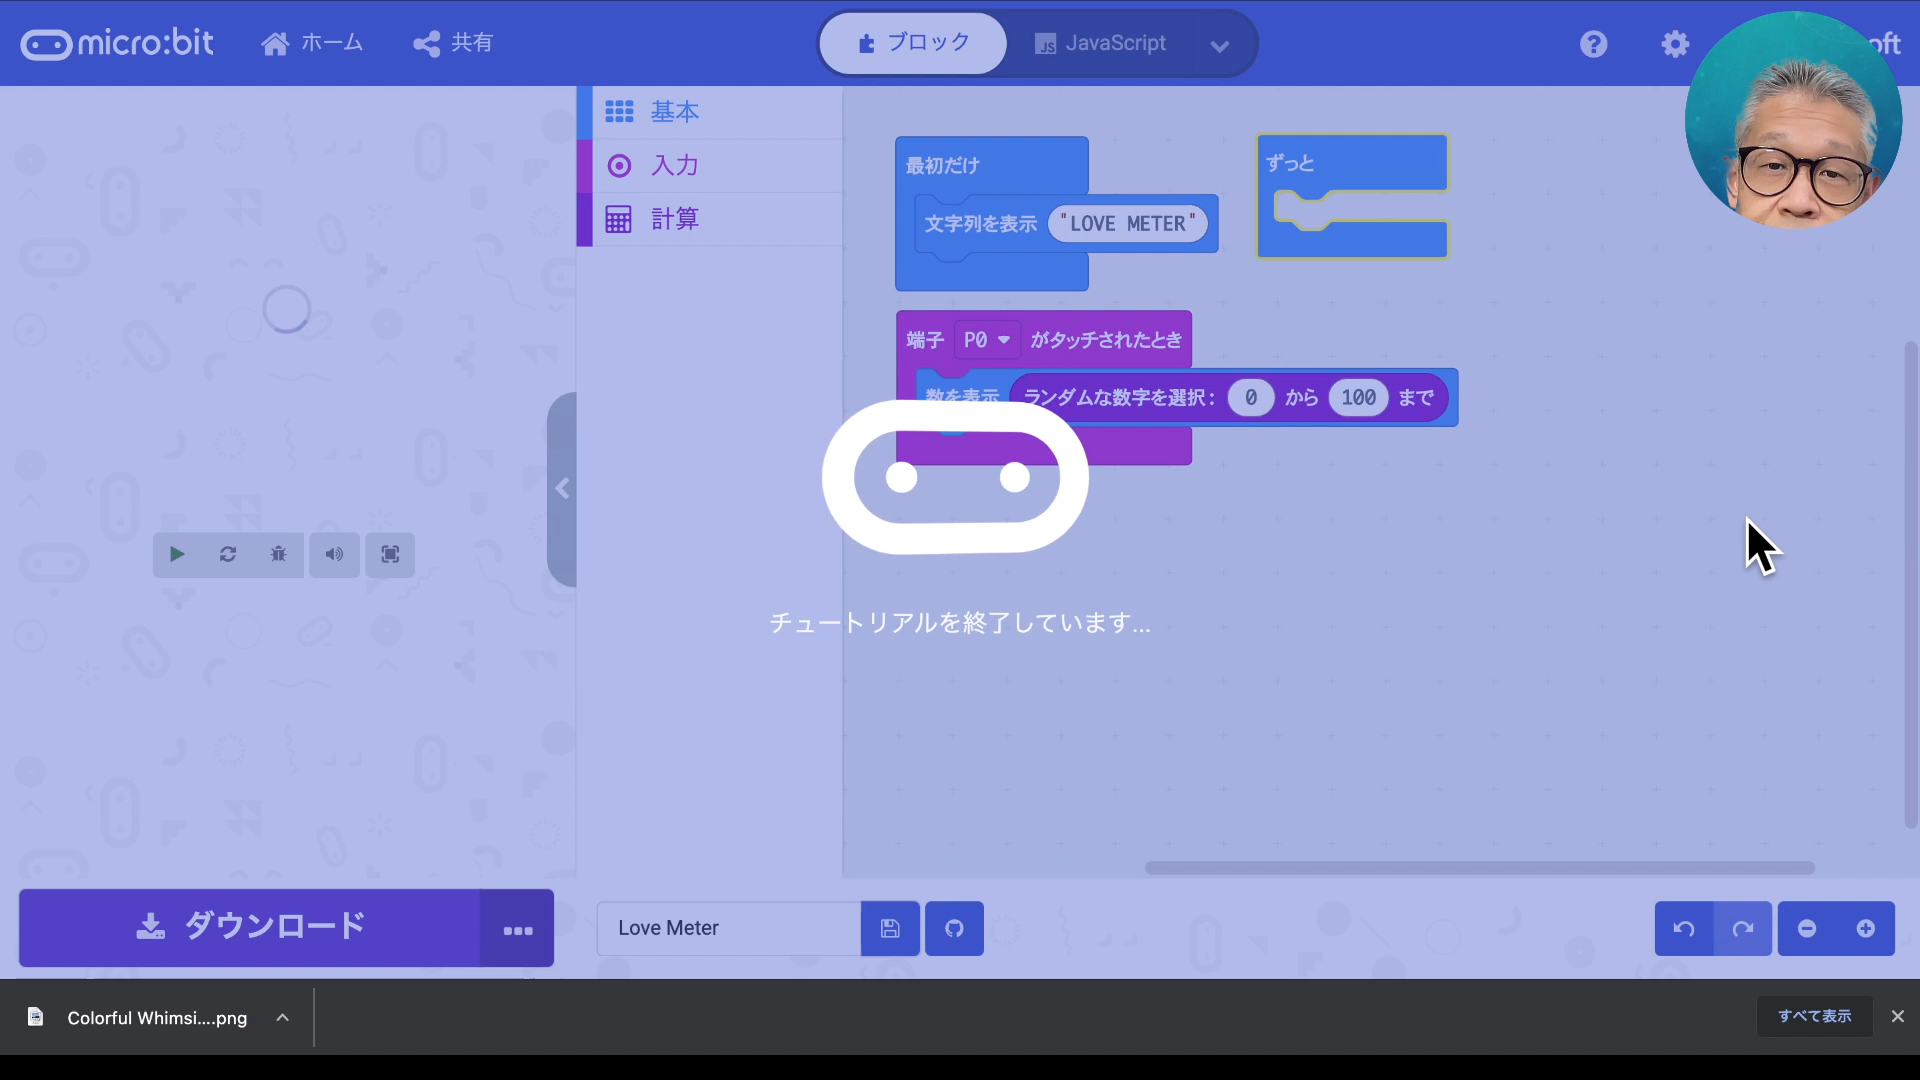 micro:bit
ホーム
共有
ブロック
JS JavaScript
oft
基本
入力
計算
最初だけ
文字列を表示 "LOVE METER"
ずっと
端子 P0 がタッチされたとき
数を表示 ランダムな数字を選択: 0 から 100 まで
チュートリアルを終了しています...
ダウンロード
Love Meter
Colorful Whimsi....png
すべて表示